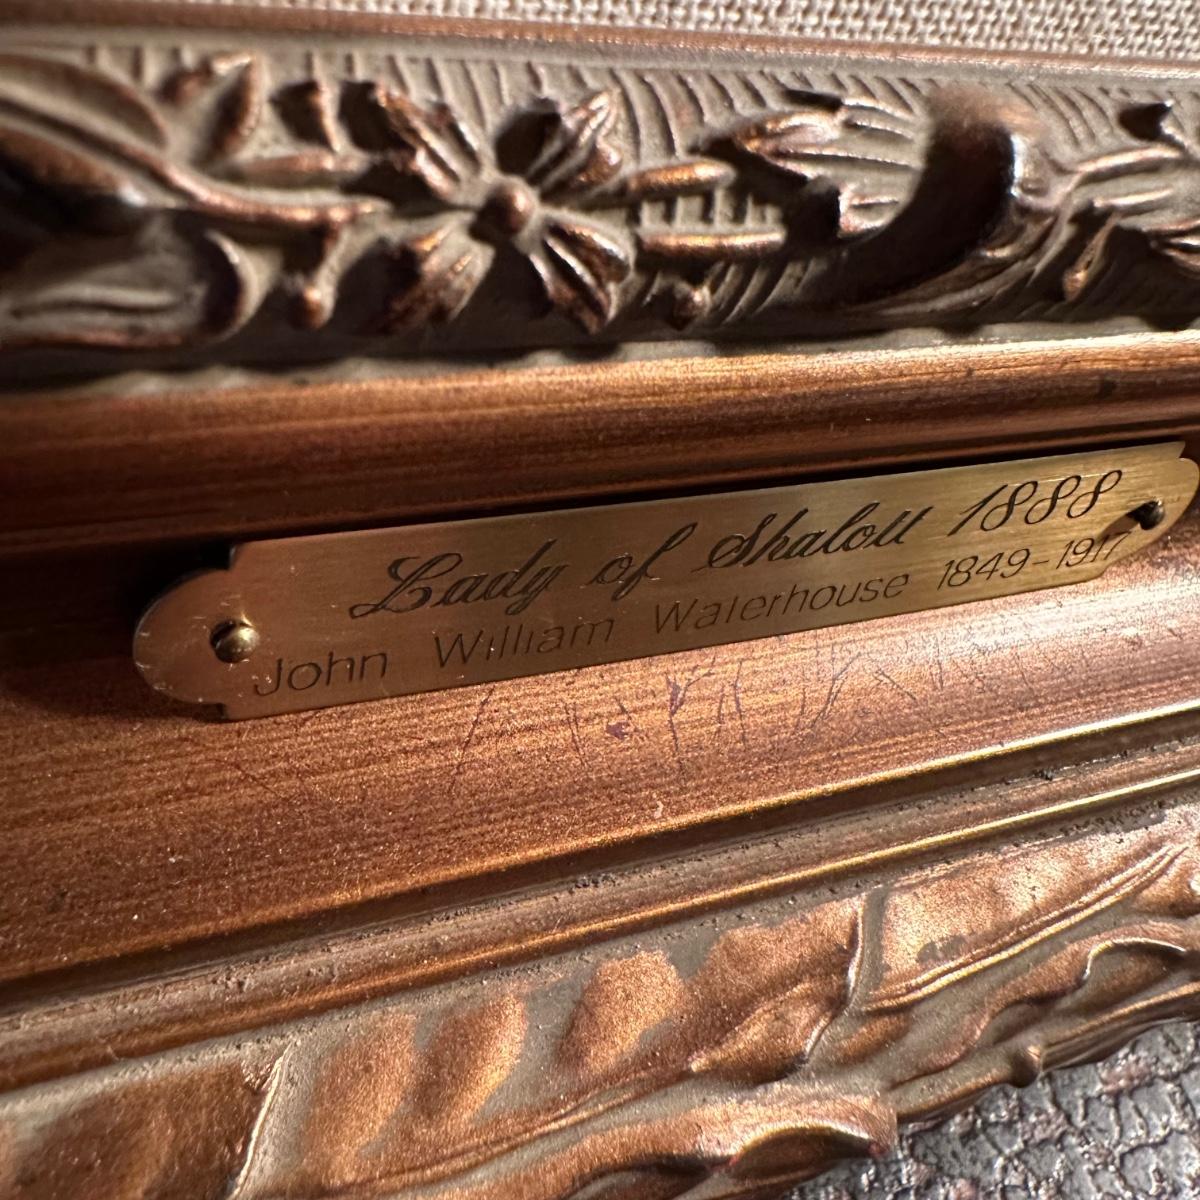 Lady of Shalott 1888
John William Waterhouse 1849-1917